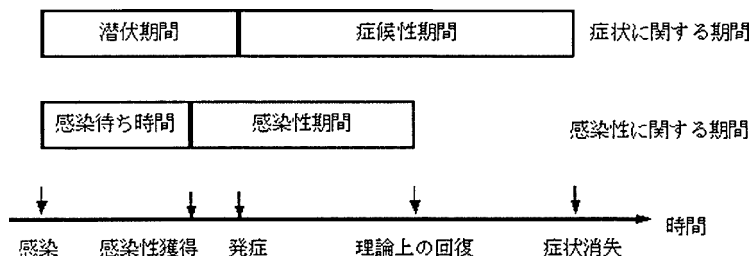 潜伏期間 症候性期間 症状に関する期間
感染待ち時間 感染性期間 感染性に関する期間
時間
感染 感染性獲得 発症 理論上の回復 症状消失